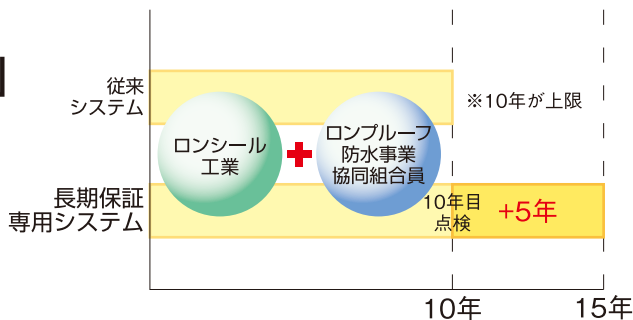 従来
システム
※10年が上限
ロンシール
工業
ロンプルーフ
防水事業
協同組合員
長期保証
専用システム
10年目
点検
+5年
10年
15年